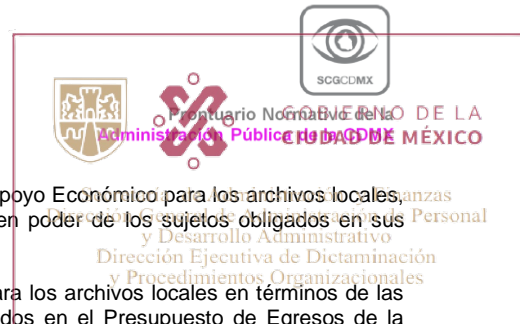 SCGCDMX
Prontuario Normativo de la
Administración Pública de la CDMX
GOBIERNO DE LA
CIUDAD DE MÉXICO
poyo Económico para los archivos locales,
Secretaría de Administración y Finanzas
en poder de los sujetos obligados en sus
Dirección General de Administración de Personal
y Desarrollo Administrativo
Dirección Ejecutiva de Dictaminación
y Procedimientos Organizacionales
ara los archivos locales en términos de las
dos en el Presupuesto de Egresos de la